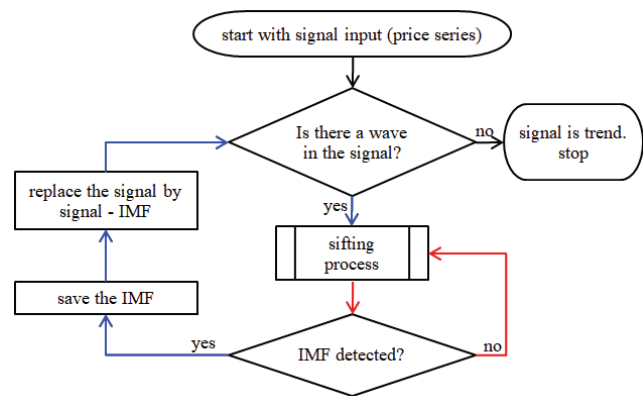 start with signal input (price series)
Is there a wave
in the signal?
no
signal is trend.
stop
yes
replace the signal by
signal - IMF
sifting
process
save the IMF
yes
IMF detected?
no